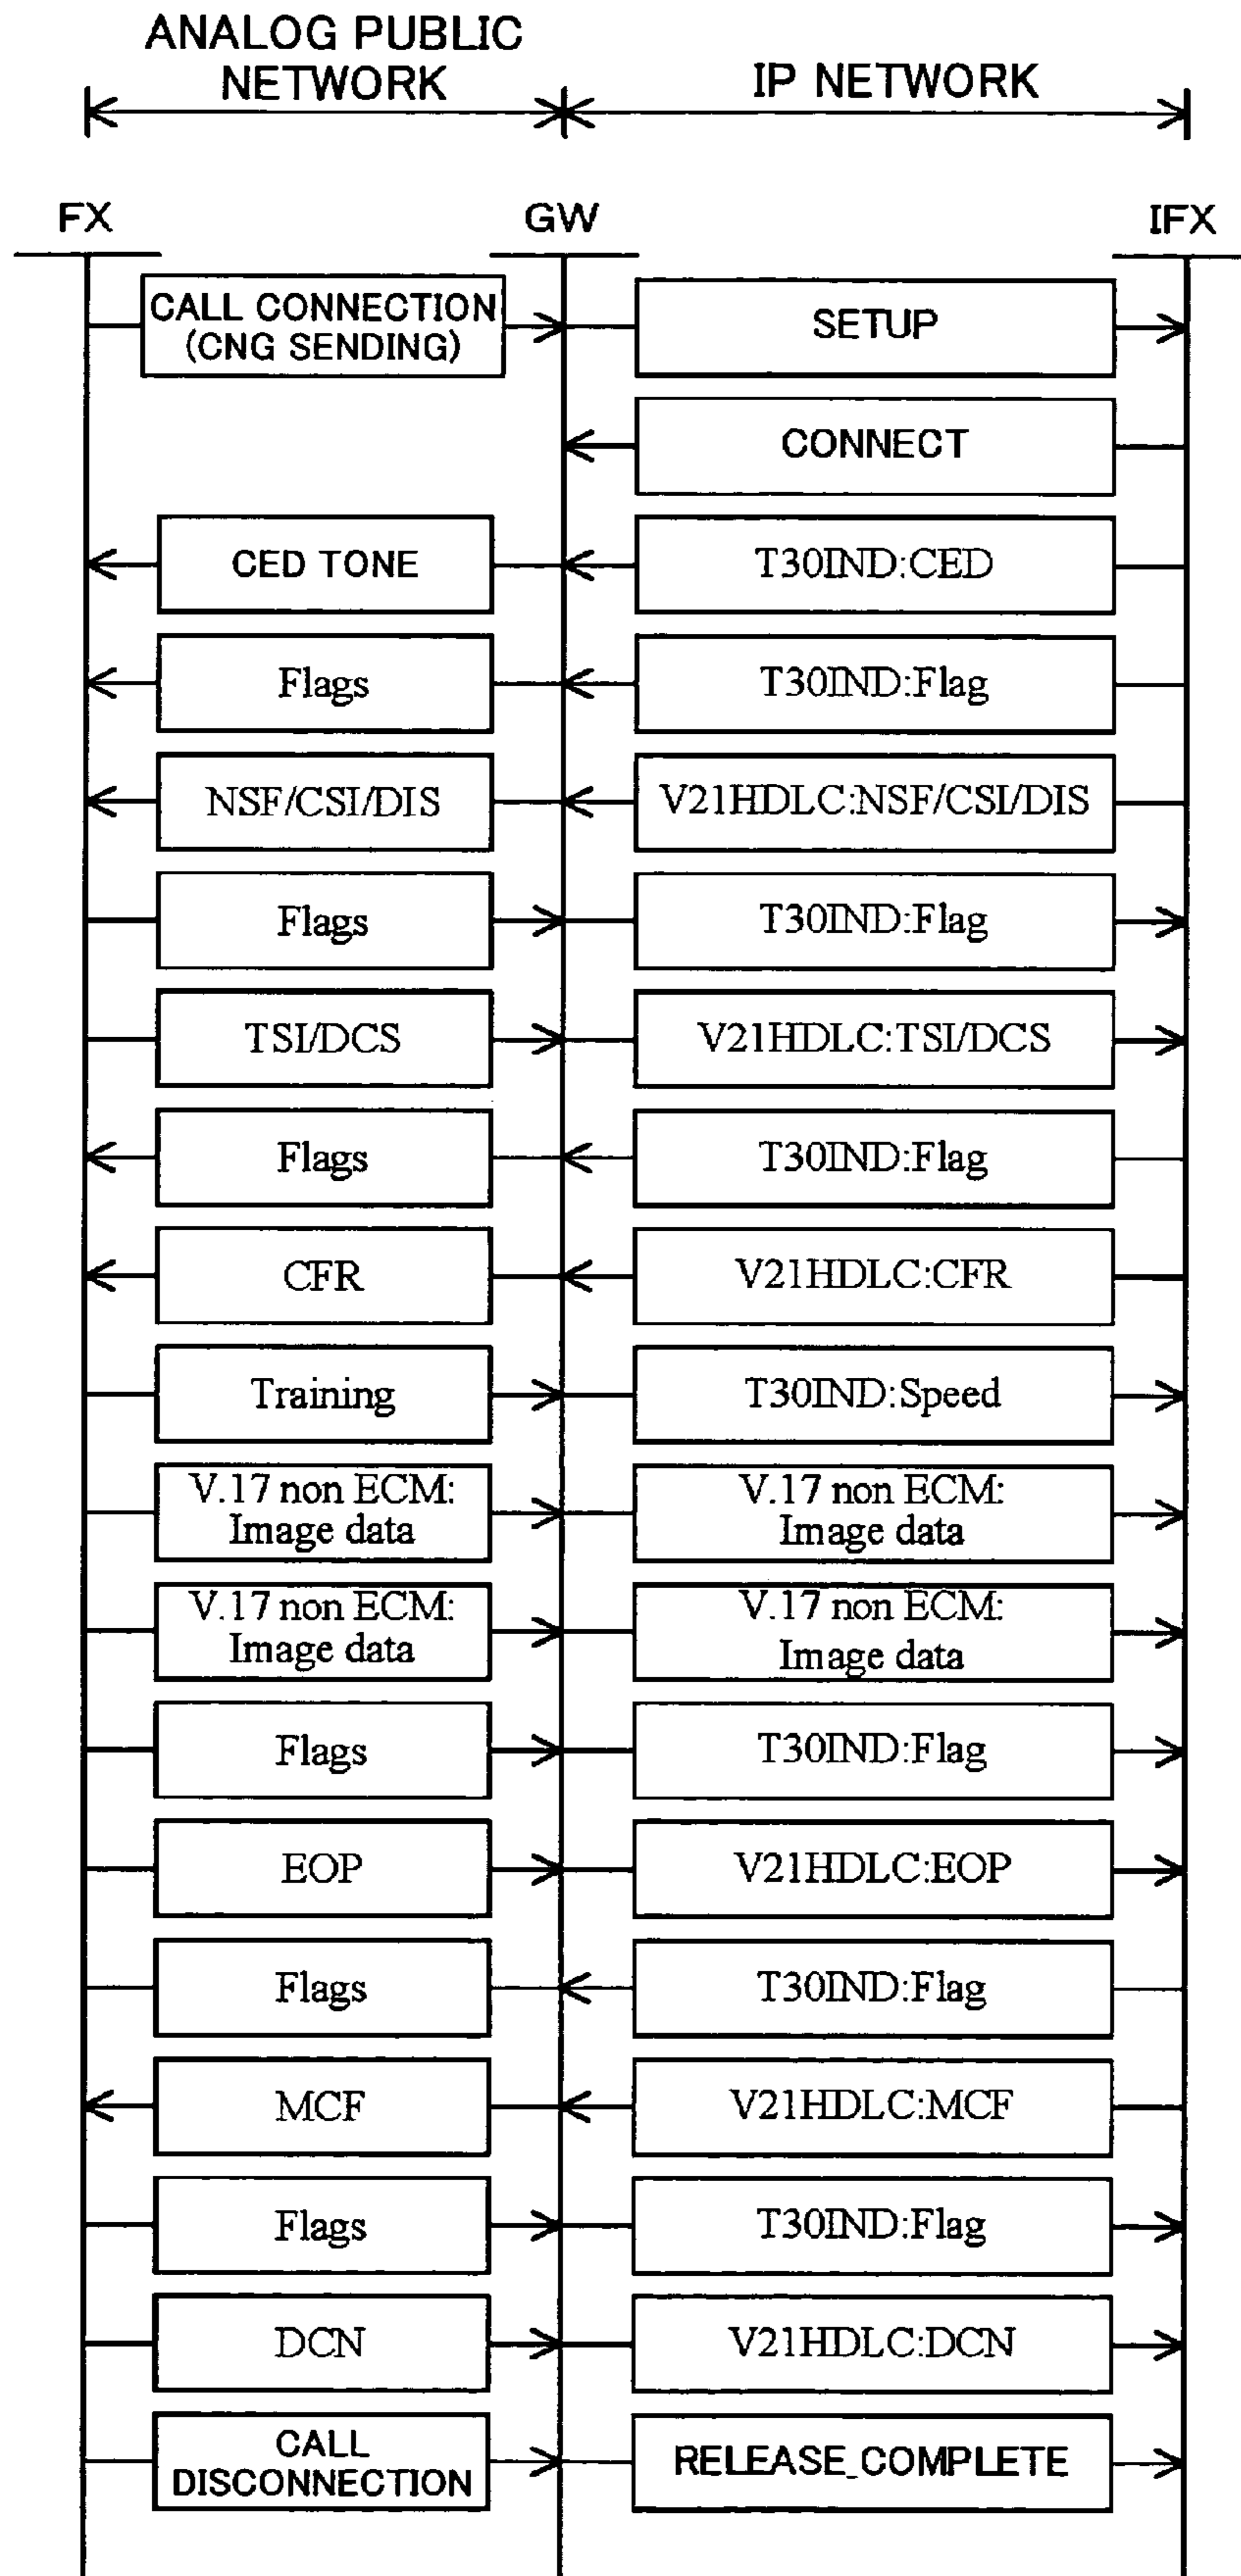 ANALOG PUBLIC
NETWORK
IP NETWORK
FX
GW
IFX
CALL CONNECTION
(CNG SENDING)
SETUP
CONNECT
CED TONE
T30IND:CED
Flags
T30IND:Flag
NSF/CSI/DIS
V21HDLC:NSF/CSI/DIS
Flags
T30IND:Flag
TSI/DCS
V21HDLC:TSI/DCS
Flags
T30IND:Flag
CFR
V21HDLC:CFR
Training
T30IND:Speed
V.17 non ECM:
Image data
V.17 non ECM:
Image data
V.17 non ECM:
Image data
V.17 non ECM:
Image data
Flags
T30IND:Flag
EOP
V21HDLC:EOP
Flags
T30IND:Flag
MCF
V21HDLC:MCF
Flags
T30IND:Flag
DCN
V21HDLC:DCN
CALL
DISCONNECTION
RELEASE_COMPLETE